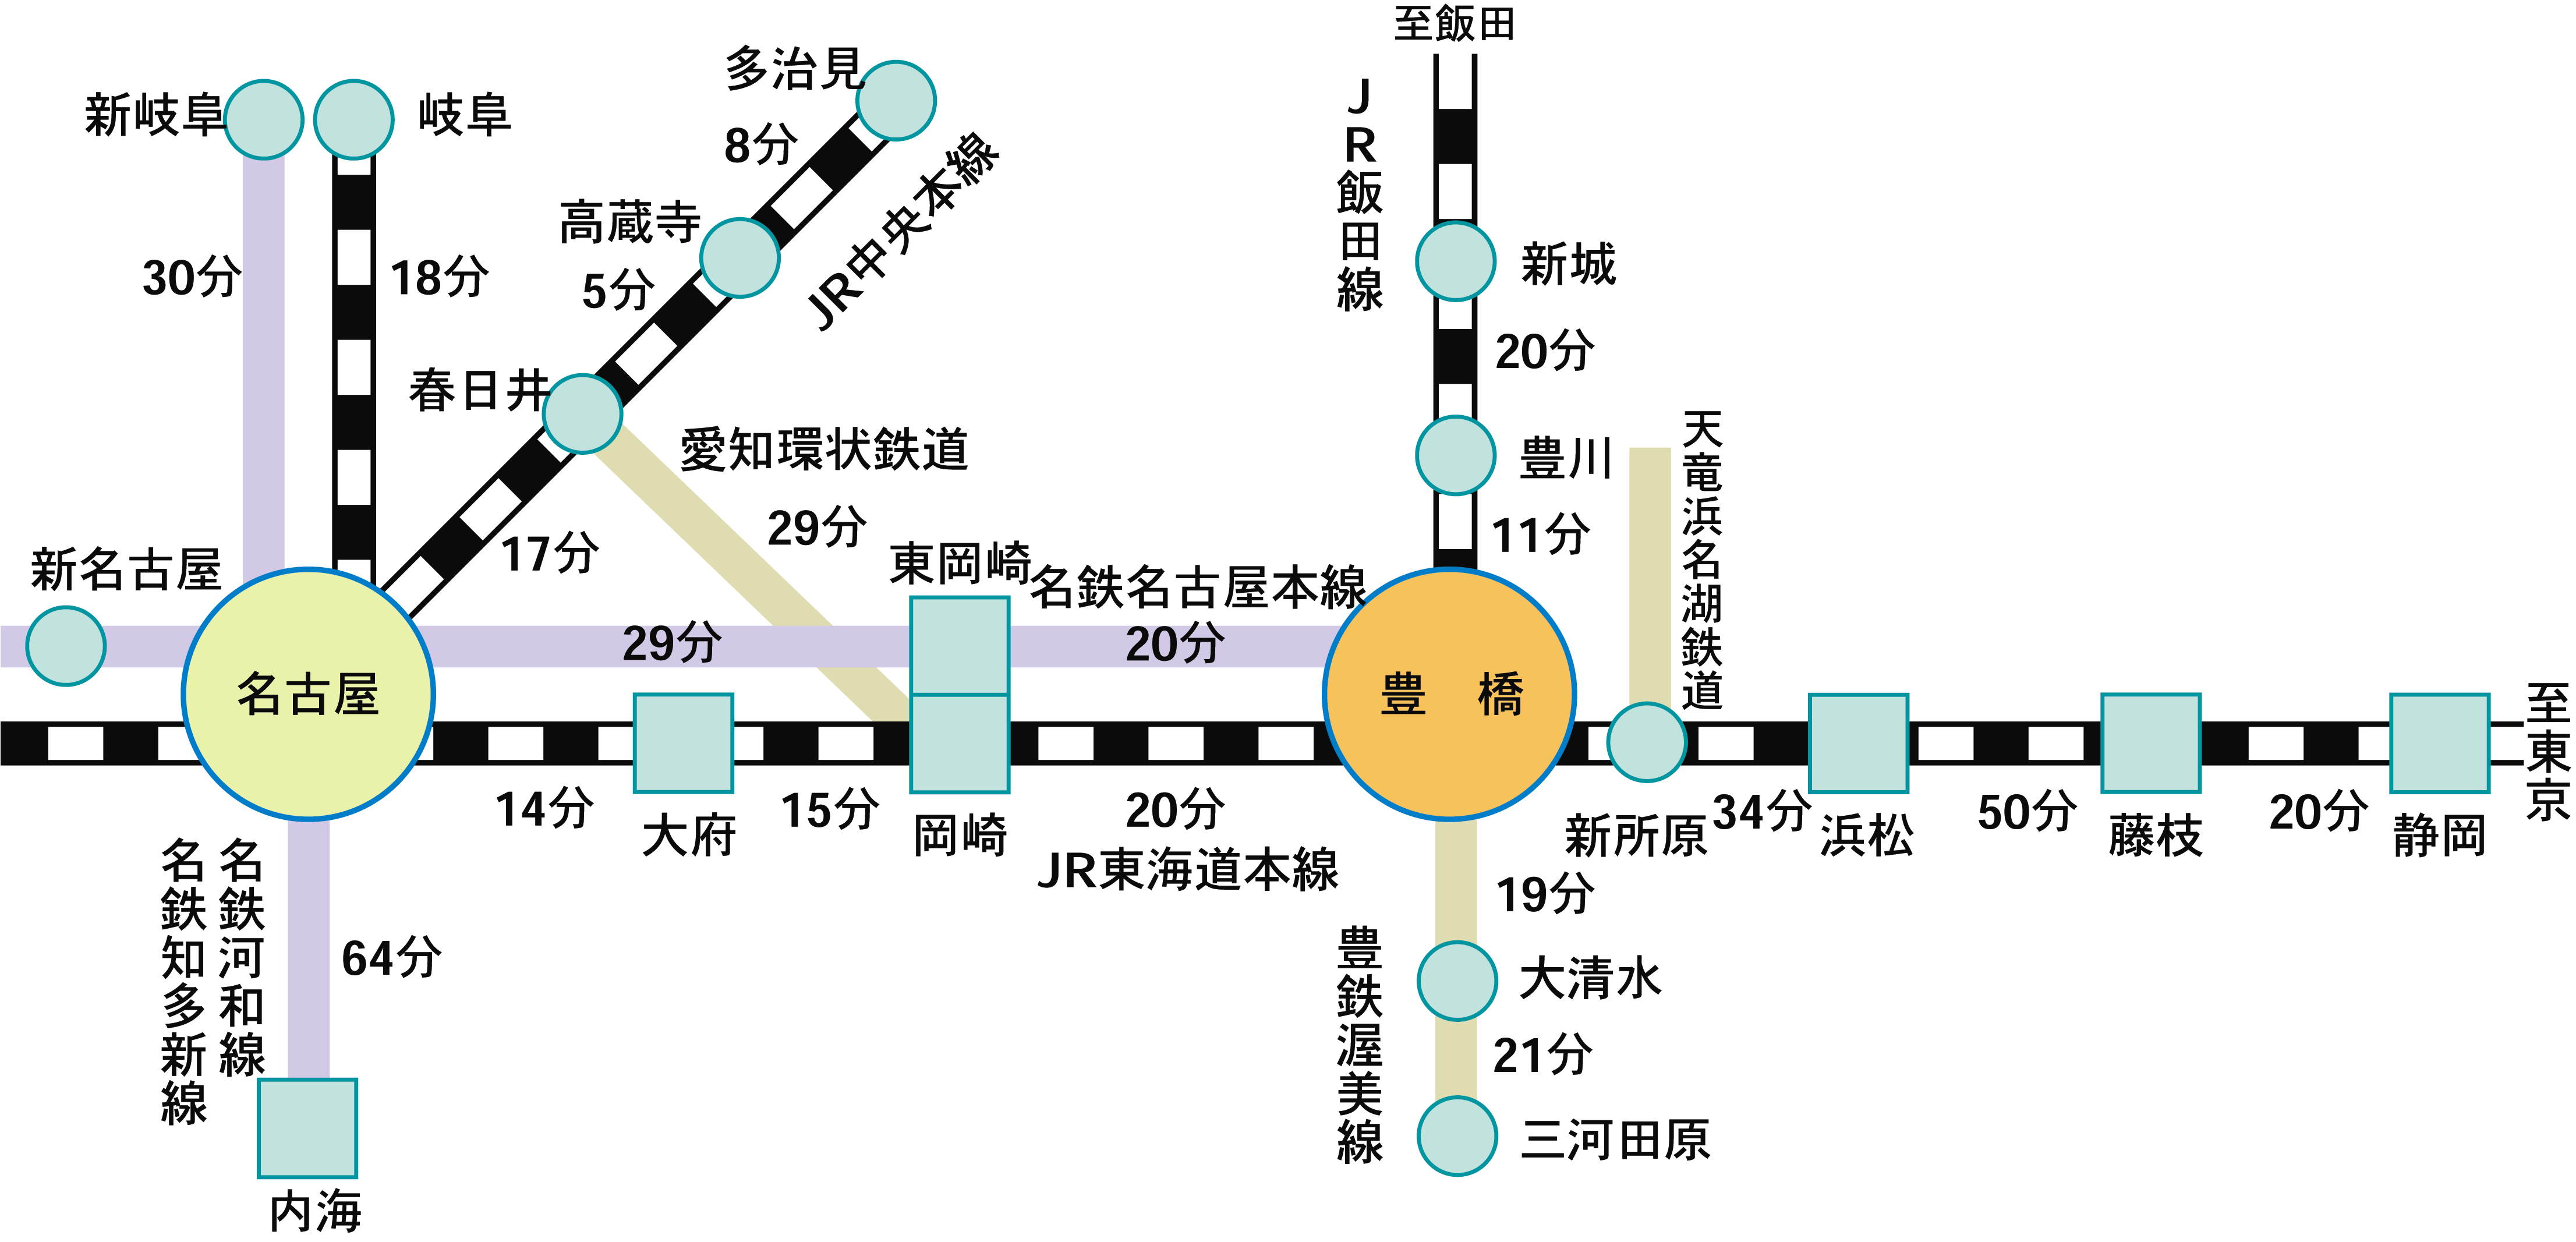 至飯田
JR飯田線
多治見
新岐阜
岐阜
8分
JR中央本線
高蔵寺
新城
30分
18分
5分
20分
春日井
愛知環状鉄道
豊川
天竜浜名湖鉄道
29分
11分
17分
新名古屋
東岡崎
名鉄名古屋本線
29分
20分
名古屋
豊　橋
至東京
14分
15分
20分
34分
50分
20分
大府
岡崎
新所原
浜松
藤枝
静岡
JR東海道本線
名鉄河和線
名鉄知多新線
19分
64分
豊鉄渥美線
大清水
21分
三河田原
内海